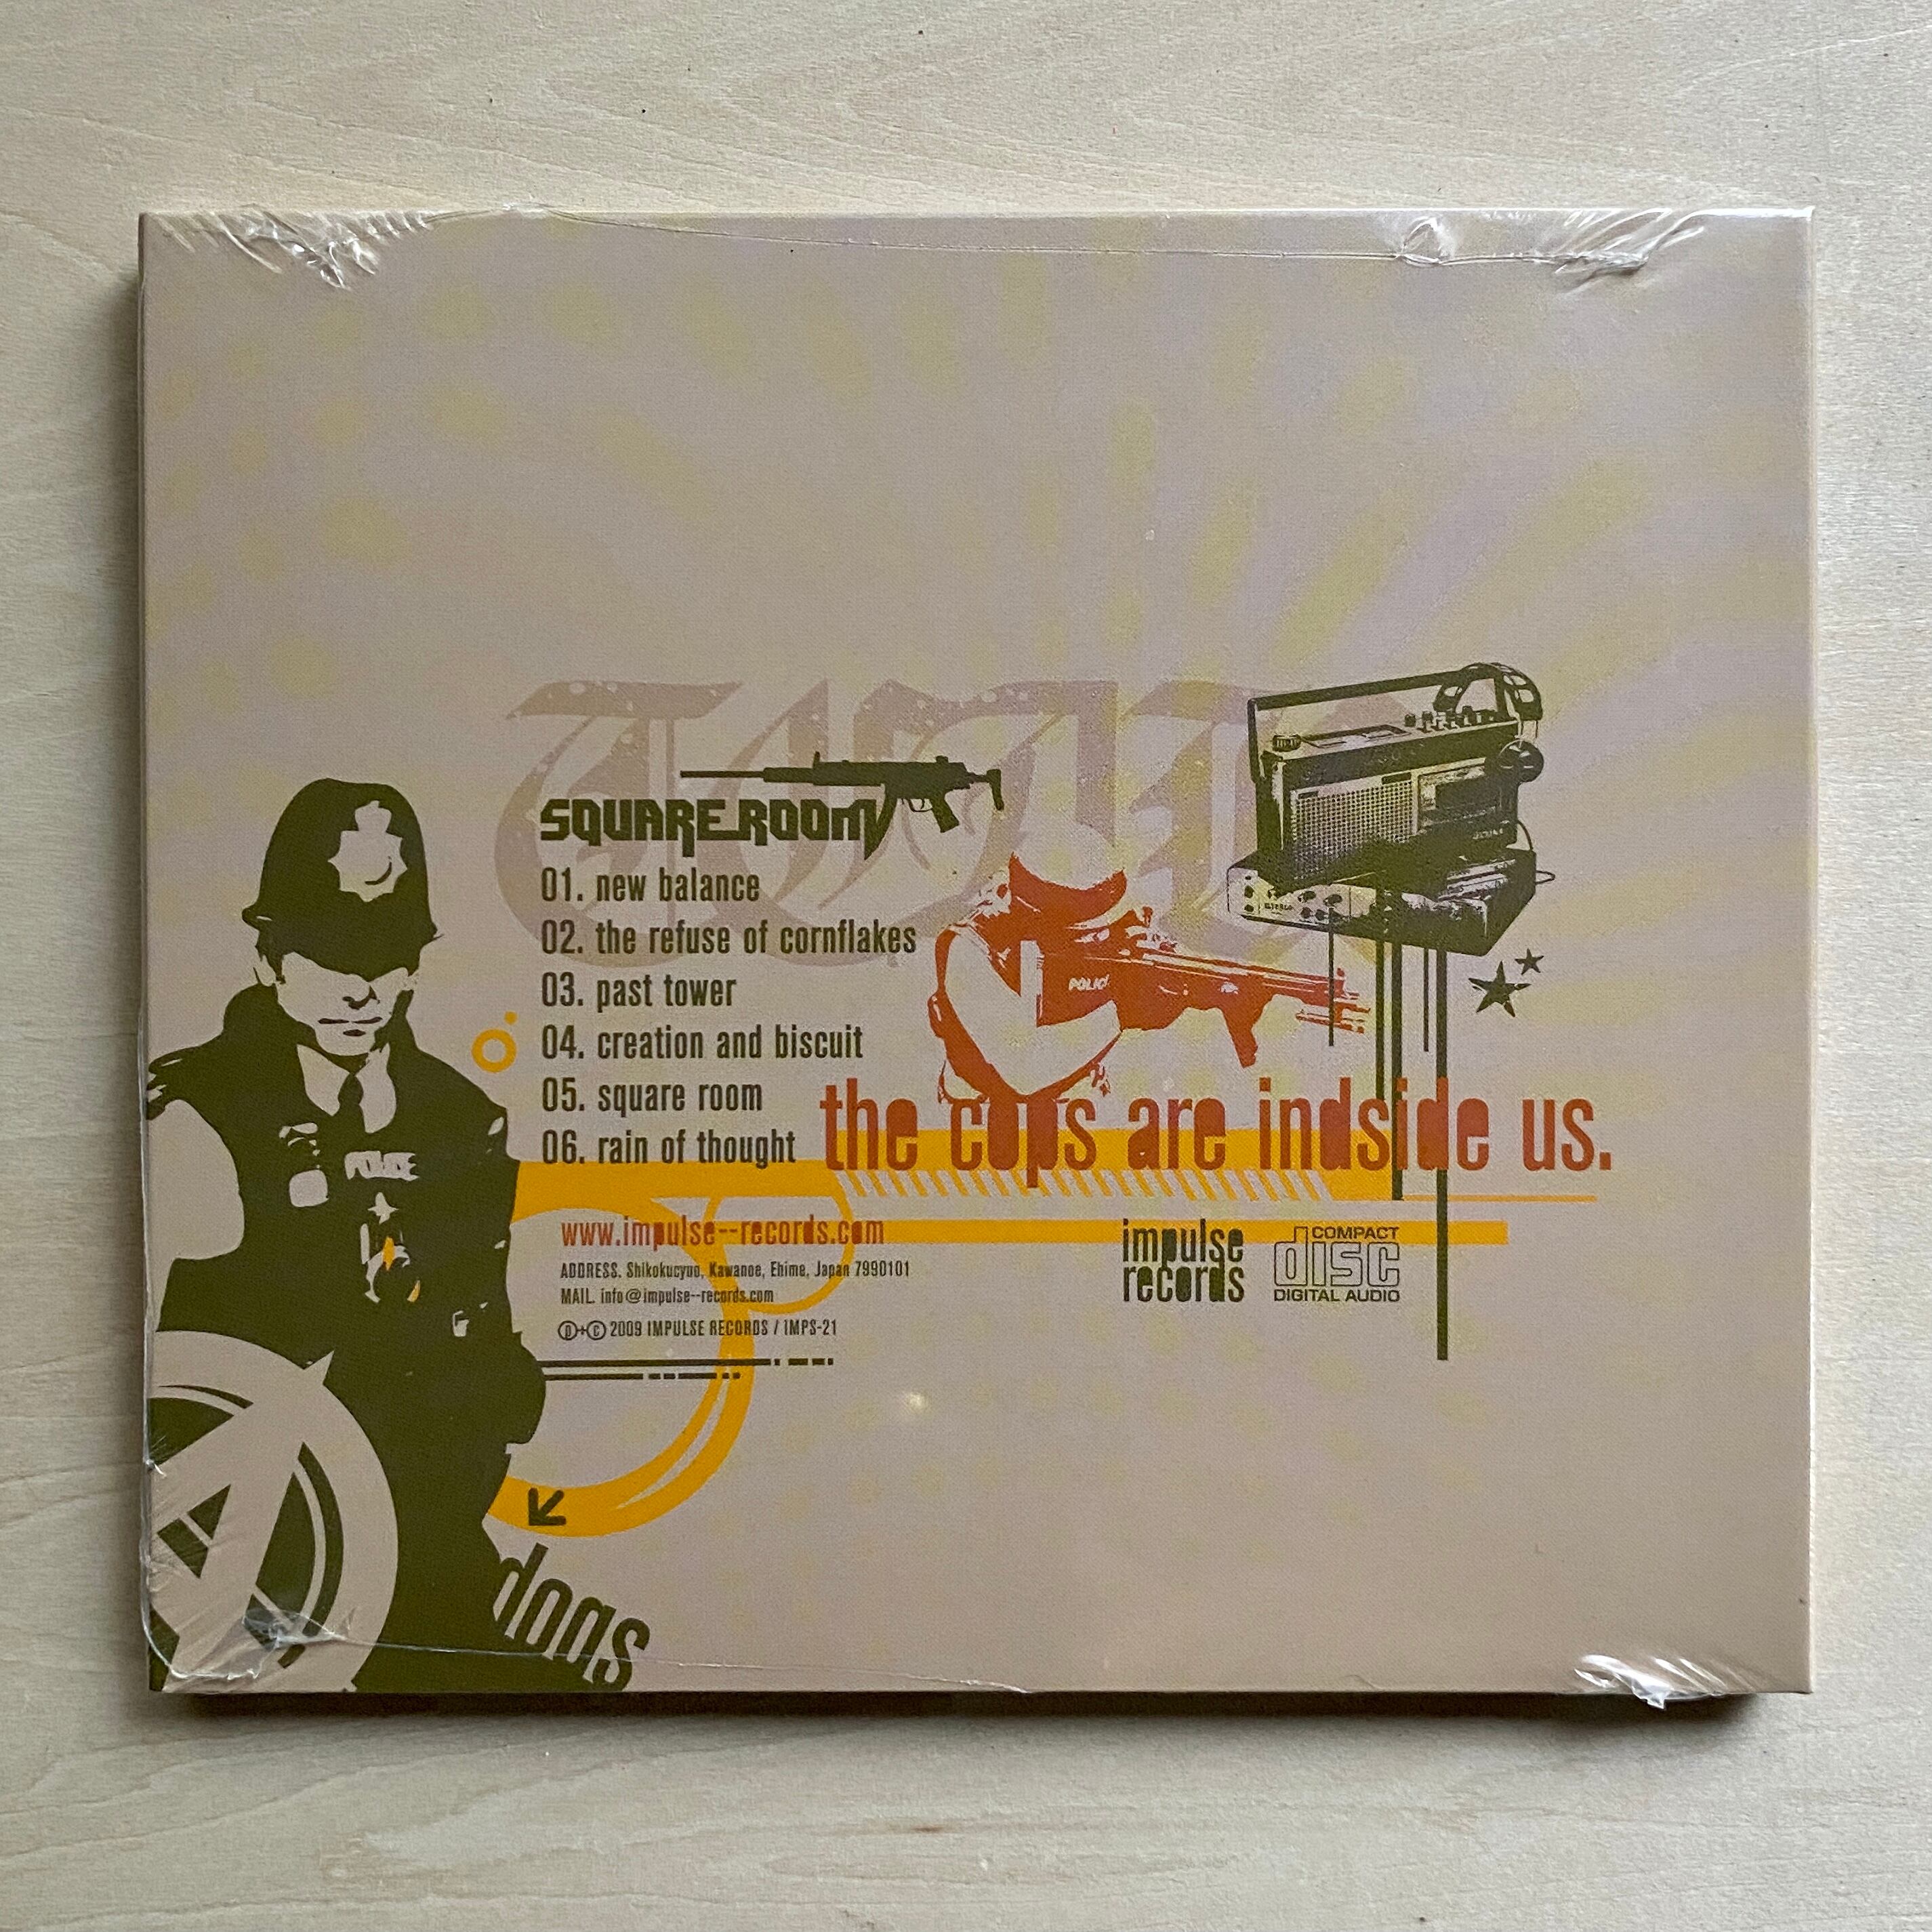 SQUARE ROOM
01. new balance
02. the refuse of cornflakes
03. past tower
04. creation and biscuit
05. square room
06. rain of thought
POLICE
the cops are indside us.
POLICE
www.impulse--records.com
ADDRESS. Shikokucyuo, Kawanoe, Ehime, Japan 7990101
MAIL. info@impulse--records.com
Ⓟ+Ⓒ 2009 IMPULSE RECORDS / IMPS-21
impulse
records
COMPACT
disc
DIGITAL AUDIO
dogs